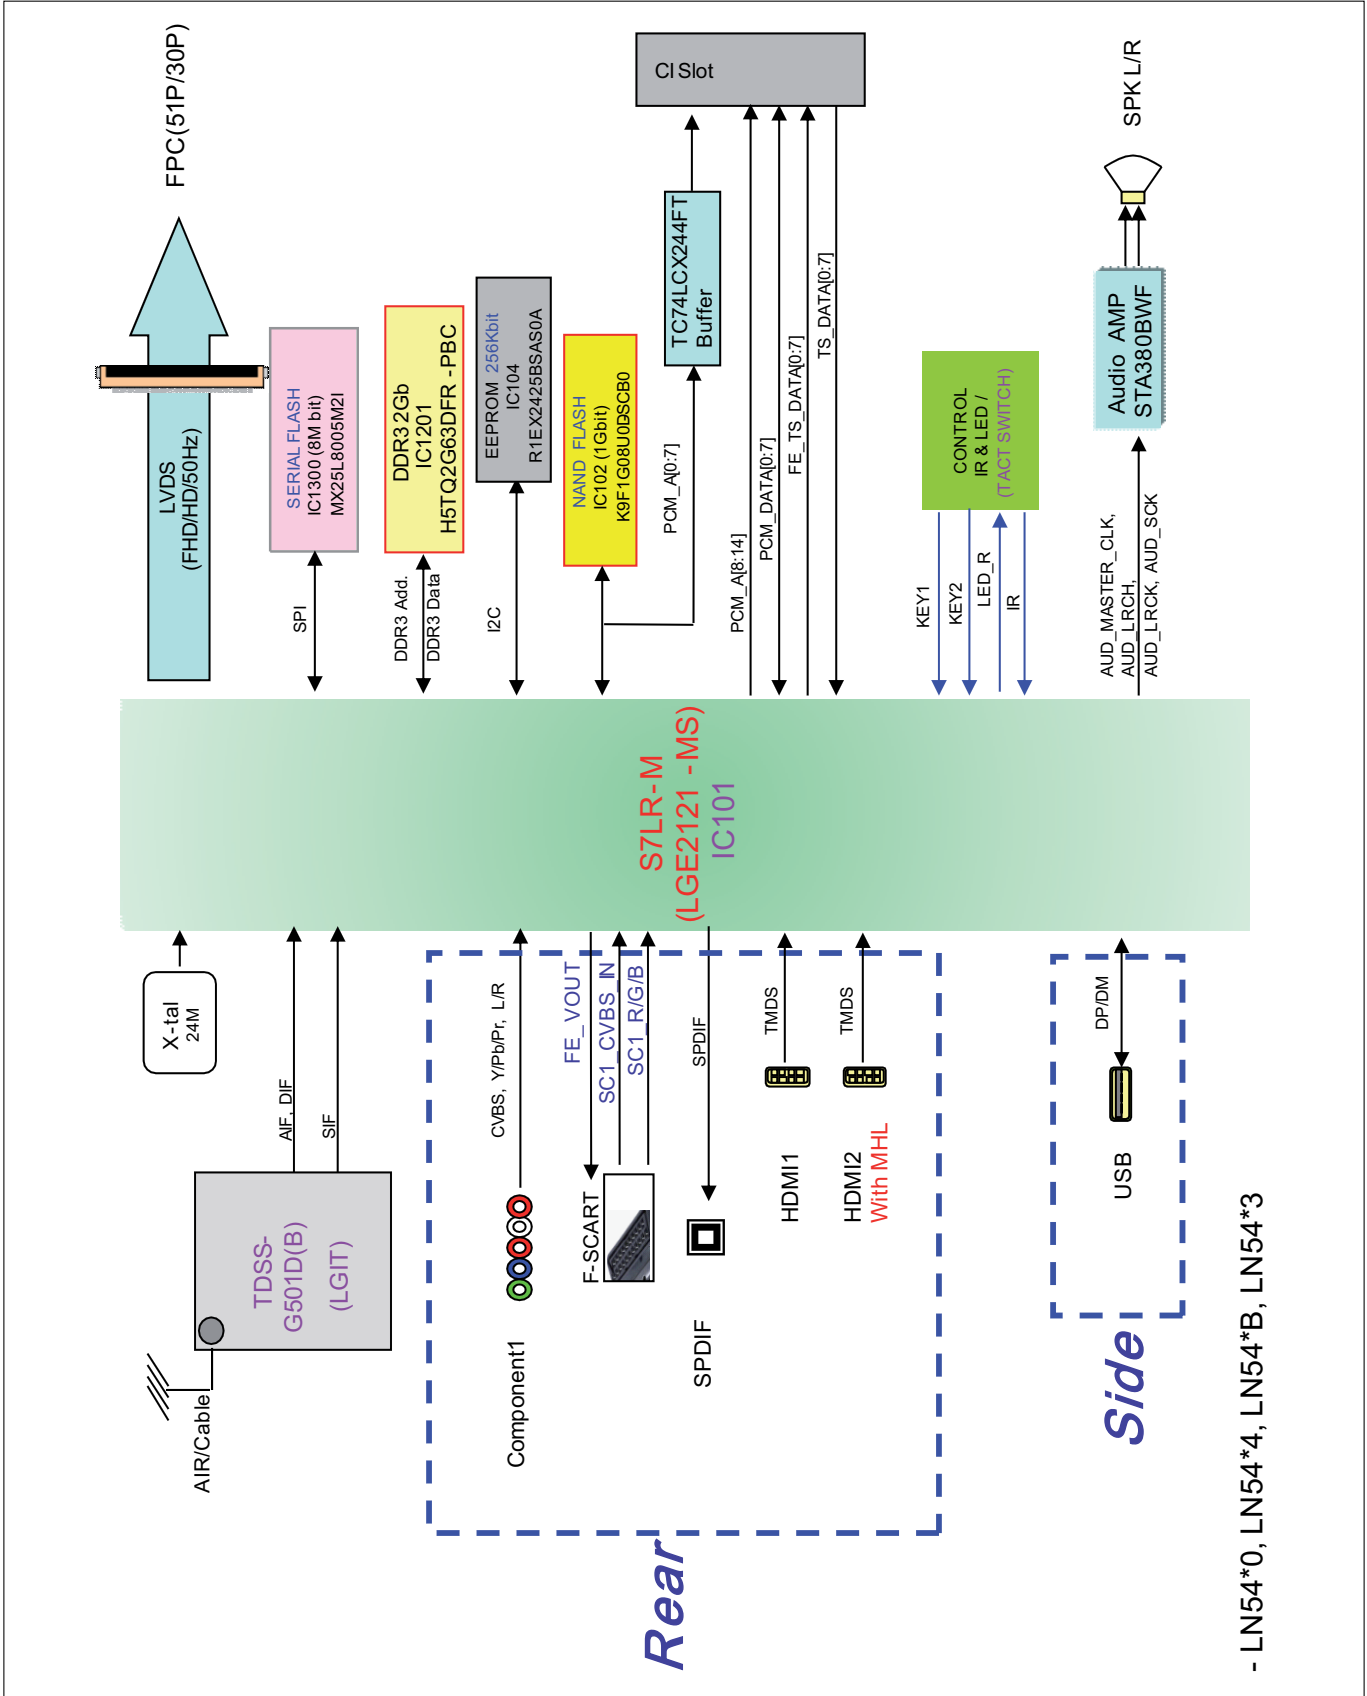 AIR/Cable
TDSS-
G501D(B)
(LGIT)
AIF, DIF
SIF
X-tal
24M
Rear
Component1
CVBS, Y/Pb/Pr, L/R
F-SCART
FE_VOUT
SC1_CVBS_IN
SC1_R/G/B
SPDIF
SPDIF
HDMI1
TMDS
HDMI2
With MHL
TMDS
Side
USB
DP/DM
S7LR-M
(LGE2121 -MS)
IC101
LVDS
(FHD/HD/50Hz)
FPC(51P/30P)
SPI
SERIAL FLASH
IC1300 (8M bit)
MX25L8005M2I
DDR3 Add.
DDR3 Data
DDR3 2Gb
IC1201
H5TQ2G63DFR -PBC
I2C
EEPROM 256Kbit
IC104
R1EX2425BSAS0A
NAND FLASH
IC102 (1Gbit)
K9F1G08U0DSCB0
PCM_A[0:7]
TC74LCX244FT
Buffer
CI Slot
PCM_A[8:14]
PCM_DATA[0:7]
FE_TS_DATA[0:7]
TS_DATA[0:7]
KEY1
KEY2
LED_R
IR
CONTROL
IR & LED /
(TACT SWITCH)
AUD_MASTER_CLK,
AUD_LRCH,
AUD_LRCK, AUD_SCK
Audio AMP
STA380BWF
SPK L/R
- LN54*0, LN54*4, LN54*B, LN54*3